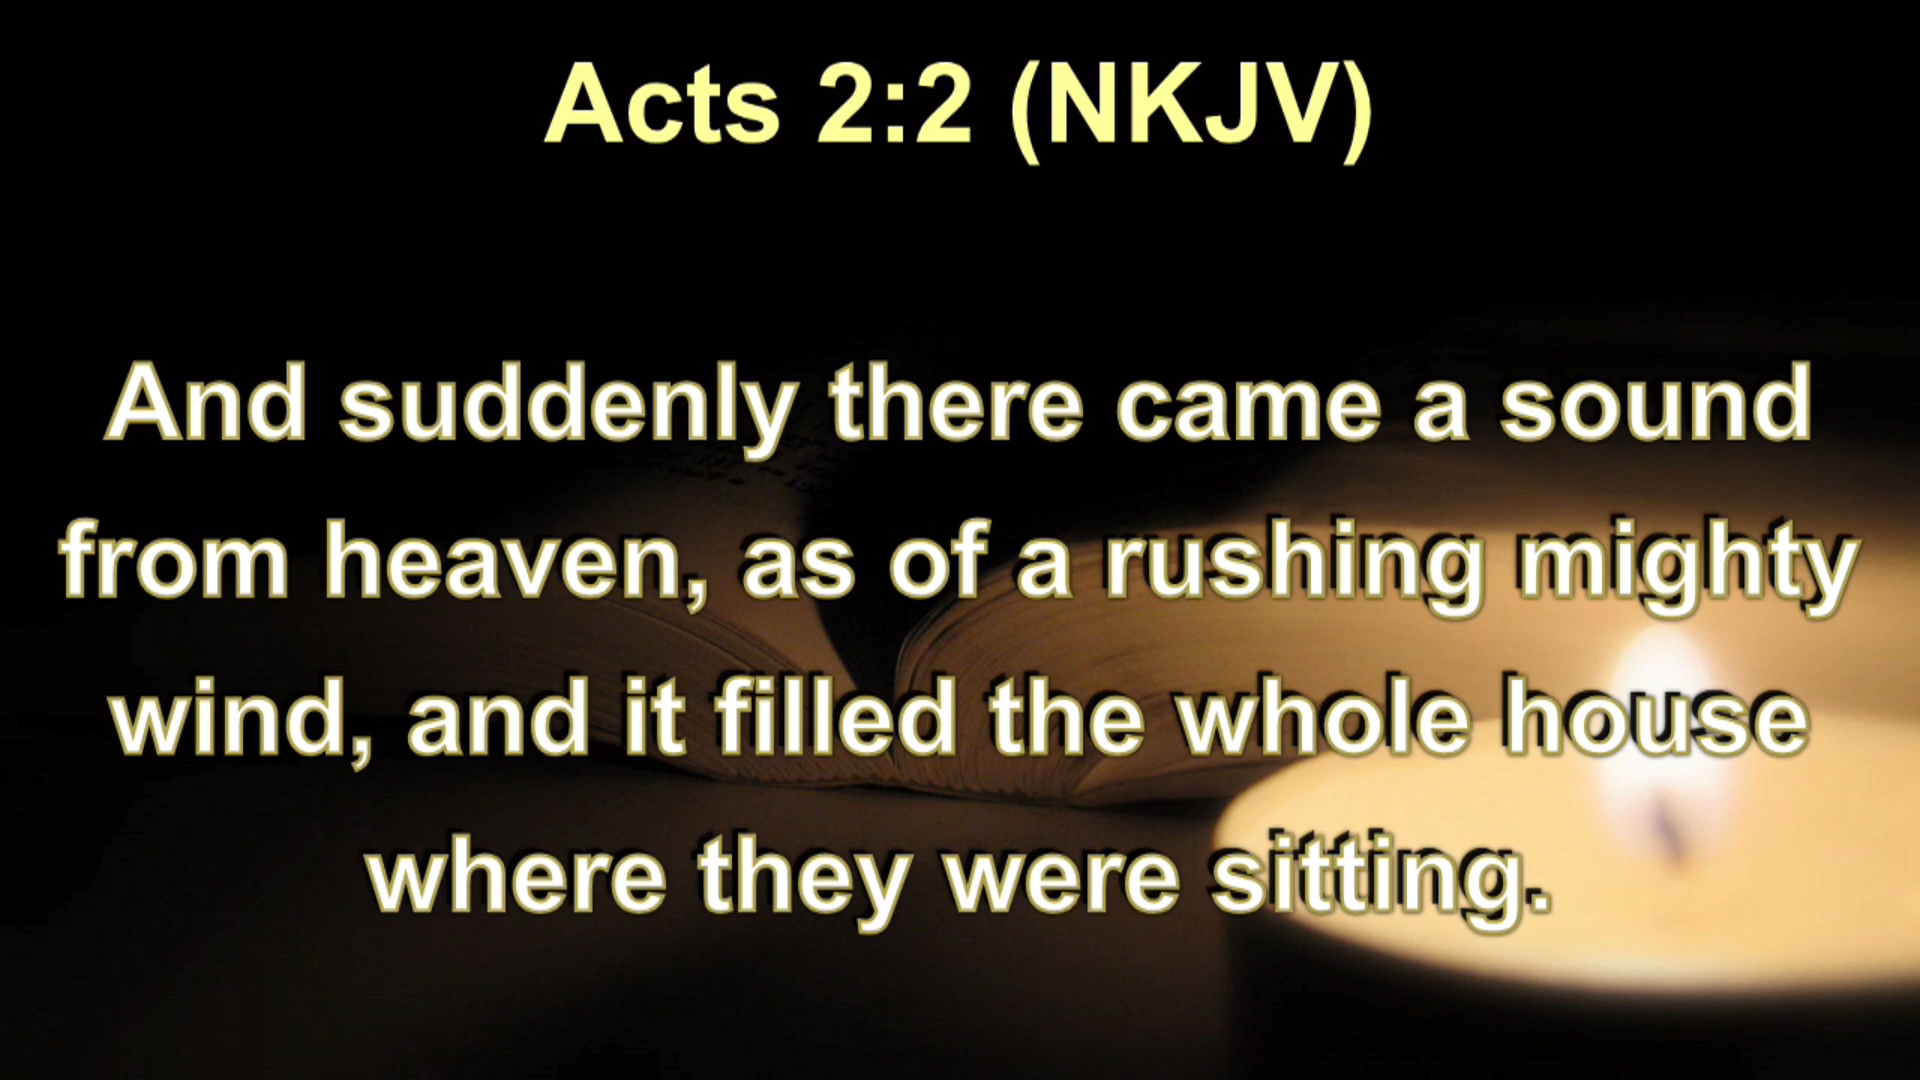 Acts 2:2 (NKJV)
And suddenly there came a sound
from heaven, as of a rushing mighty
wind, and it filled the whole house
where they were sitting.